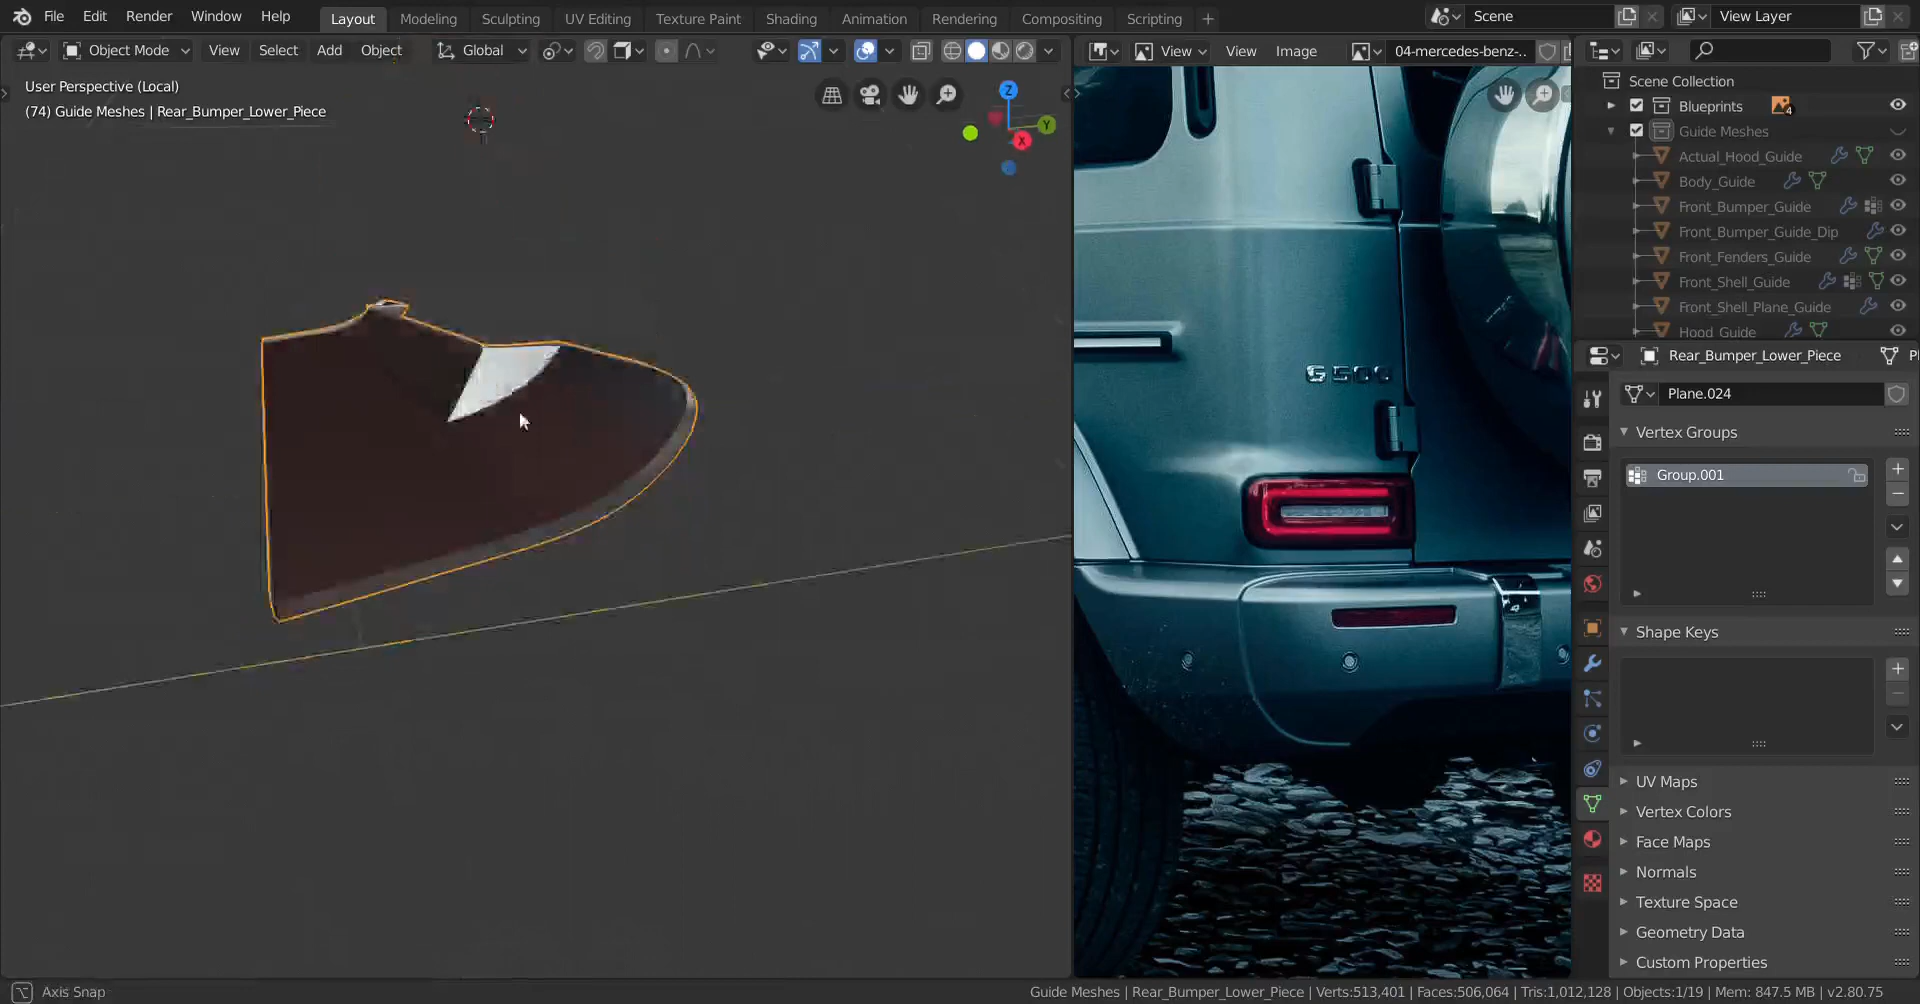 File Edit Render Window Help Layout Modeling Sculpting UV Editing Texture Paint Shading Animation Rendering Compositing Scripting + Scene View Layer
Object Mode View Select Add Object Global View View Image 04-mercedes-benz-..
User Perspective (Local)
(74) Guide Meshes | Rear_Bumper_Lower_Piece
Z
Y
X
G 500
Scene Collection
Blueprints 4
Guide Meshes
Actual_Hood_Guide
Body_Guide
Front_Bumper_Guide
Front_Bumper_Guide_Dip
Front_Fenders_Guide
Front_Shell_Guide
Front_Shell_Plane_Guide
Hood_Guide
Rear_Bumper_Lower_Piece
Plane.024
Vertex Groups
Group.001
Shape Keys
UV Maps
Vertex Colors
Face Maps
Normals
Texture Space
Geometry Data
Custom Properties
Axis Snap
Guide Meshes | Rear_Bumper_Lower_Piece | Verts:513,401 | Faces:506,064 | Tris:1,012,128 | Objects:1/19 | Mem: 847.5 MB | v2.80.75